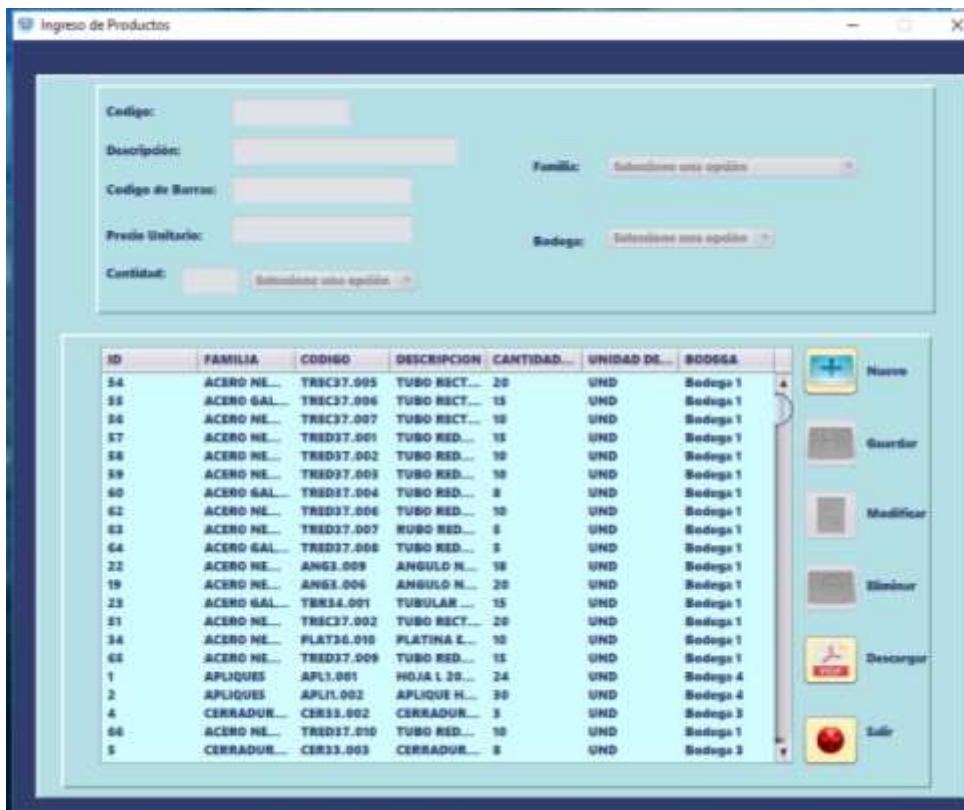 Ingreso de Productos
Codigo:
Descripción:
Familia: Seleccione una opción
Codigo de Barras:
Precio Unitario:
Bodega: Seleccione una opción
Cantidad: Seleccione una opción
ID FAMILIA CODIGO DESCRIPCION CANTIDAD... UNIDAD DE... BODEGA
54 ACERO NE... TREC37.005 TUBO RECT... 20 UND Bodega 1
55 ACERO GAL... TREC37.006 TUBO RECT... 15 UND Bodega 1
56 ACERO NE... TREC37.007 TUBO RECT... 10 UND Bodega 1
57 ACERO NE... TRED37.001 TUBO RED... 15 UND Bodega 1
58 ACERO NE... TRED37.002 TUBO RED... 10 UND Bodega 1
59 ACERO NE... TRED37.003 TUBO RED... 10 UND Bodega 1
60 ACERO GAL... TRED37.004 TUBO RED... 8 UND Bodega 1
62 ACERO NE... TRED37.006 TUBO RED... 10 UND Bodega 1
63 ACERO NE... TRED37.007 RUBO RED... 5 UND Bodega 1
64 ACERO GAL... TRED37.008 TUBO RED... 5 UND Bodega 1
22 ACERO NE... ANG3.009 ANGULO N... 18 UND Bodega 1
19 ACERO NE... ANG3.006 ANGULO N... 20 UND Bodega 1
23 ACERO GAL... TBR34.001 TUBULAR ... 15 UND Bodega 1
51 ACERO NE... TREC37.002 TUBO RECT... 20 UND Bodega 1
34 ACERO NE... PLAT36.010 PLATINA E... 10 UND Bodega 1
65 ACERO NE... TRED37.009 TUBO RED... 15 UND Bodega 1
1 APLIQUES APL1.001 HOJA L 20... 24 UND Bodega 4
2 APLIQUES APLI1.002 APLIQUE H... 30 UND Bodega 4
4 CERRADUR... CER33.002 CERRADUR... 3 UND Bodega 3
66 ACERO NE... TRED37.010 TUBO RED... 10 UND Bodega 1
5 CERRADUR... CER33.003 CERRADUR... 8 UND Bodega 3
Nuevo
Guardar
Modificar
Eliminar
PDF
Descargar
Salir